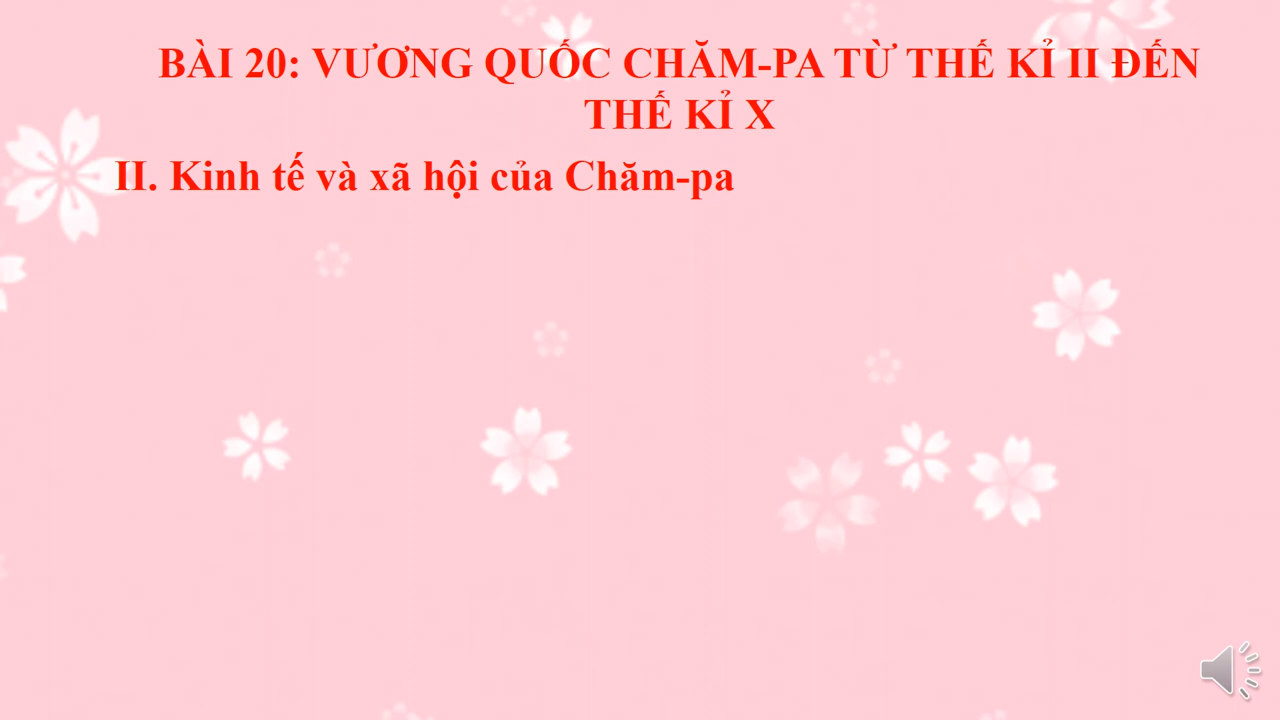 BÀI 20: VƯƠNG QUỐC CHĂM-PA TỪ THẾ KỈ II ĐẾN
THẾ KỈ X
II. Kinh tế và xã hội của Chăm-pa